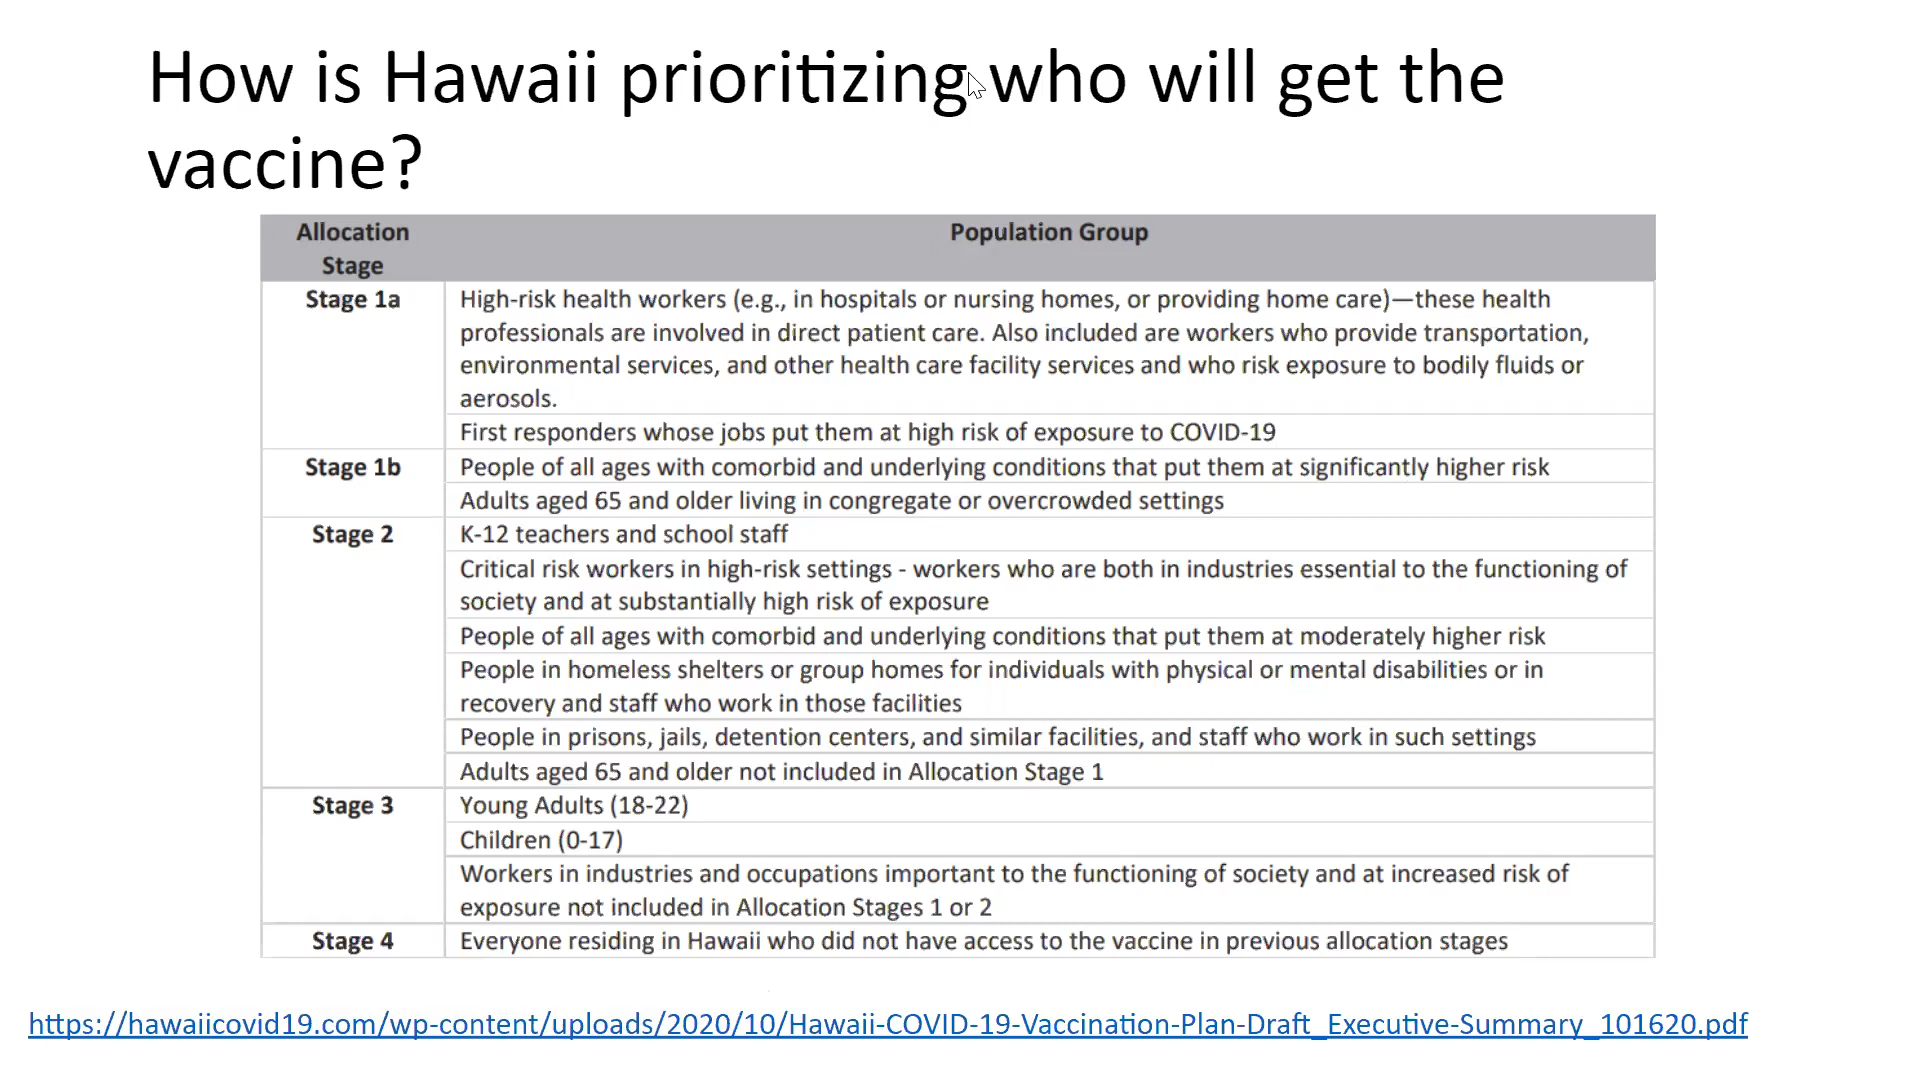 How is Hawaii prioritizing who will get the
vaccine?
Allocation
Stage
Population Group
Stage 1a
High-risk health workers (e.g., in hospitals or nursing homes, or providing home care)—these health
professionals are involved in direct patient care. Also included are workers who provide transportation,
environmental services, and other health care facility services and who risk exposure to bodily fluids or
aerosols.
First responders whose jobs put them at high risk of exposure to COVID-19
Stage 1b
People of all ages with comorbid and underlying conditions that put them at significantly higher risk
Adults aged 65 and older living in congregate or overcrowded settings
Stage 2
K-12 teachers and school staff
Critical risk workers in high-risk settings - workers who are both in industries essential to the functioning of
society and at substantially high risk of exposure
People of all ages with comorbid and underlying conditions that put them at moderately higher risk
People in homeless shelters or group homes for individuals with physical or mental disabilities or in
recovery and staff who work in those facilities
People in prisons, jails, detention centers, and similar facilities, and staff who work in such settings
Adults aged 65 and older not included in Allocation Stage 1
Stage 3
Young Adults (18-22)
Children (0-17)
Workers in industries and occupations important to the functioning of society and at increased risk of
exposure not included in Allocation Stages 1 or 2
Stage 4
Everyone residing in Hawaii who did not have access to the vaccine in previous allocation stages
https://hawaiicovid19.com/wp-content/uploads/2020/10/Hawaii-COVID-19-Vaccination-Plan-Draft_Executive-Summary_101620.pdf